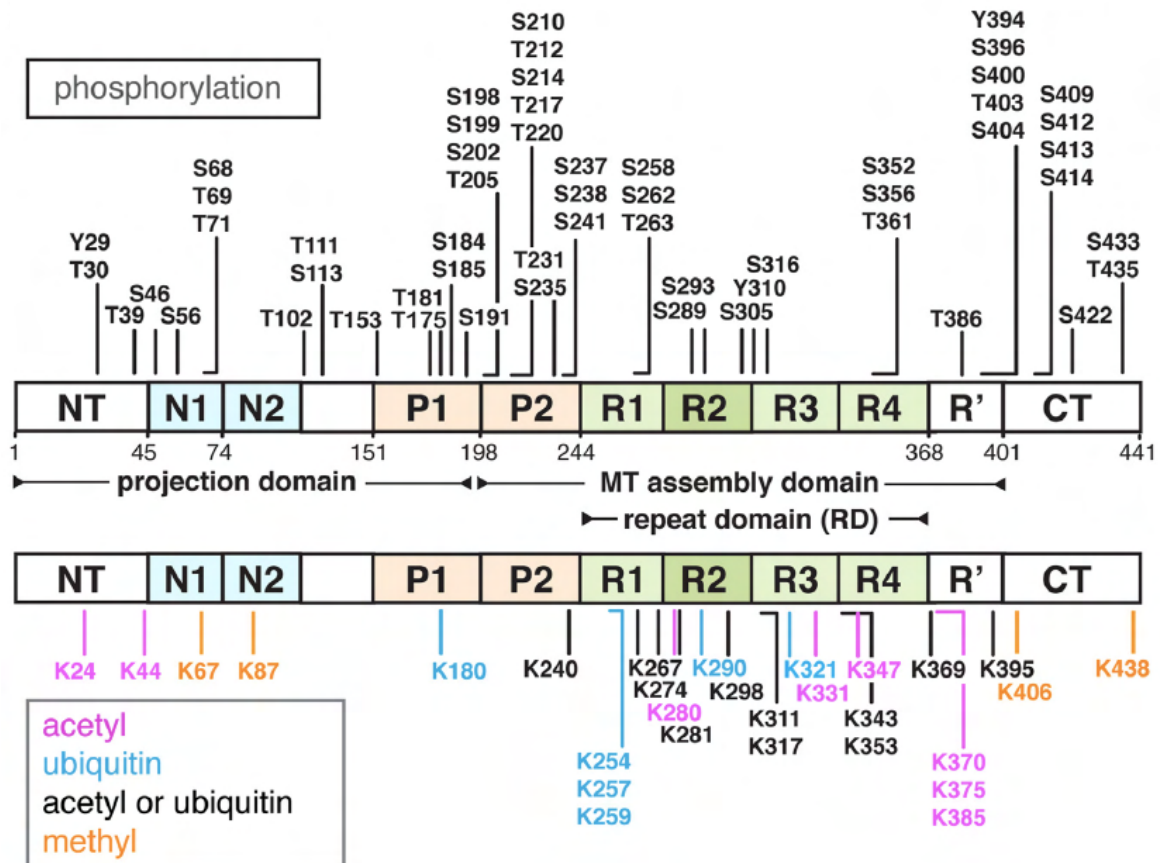 phosphorylation
Y29
T30
T39
S46
S56
S68
T69
T71
T102
T111
S113
T153
T175
T181
S184
S185
S191
S198
S199
S202
T205
S210
T212
S214
T217
T220
T231
S235
S237
S238
S241
S258
S262
T263
S289
S293
S305
Y310
S316
S352
S356
T361
T386
Y394
S396
S400
T403
S404
S409
S412
S413
S414
S422
S433
T435
NT N1 N2 P1 P2 R1 R2 R3 R4 R’ CT
1 45 74 151 198 244 368 401 441
projection domain MT assembly domain
repeat domain (RD)
NT N1 N2 P1 P2 R1 R2 R3 R4 R’ CT
K24
K44
K67
K87
K180
K240
K254
K257
K259
K267
K274
K280
K281
K290
K298
K311
K317
K321
K331
K347
K343
K353
K369
K370
K375
K385
K395
K406
K438
acetyl
ubiquitin
acetyl or ubiquitin
methyl